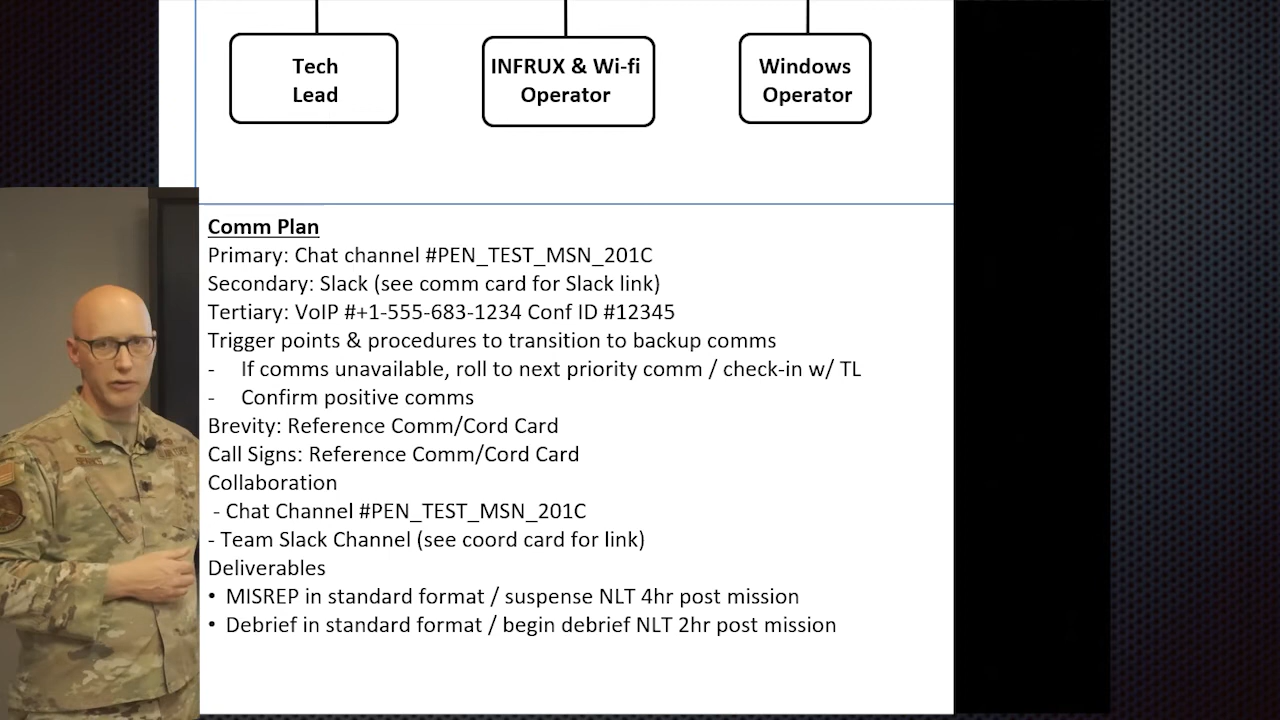 Tech
Lead
INFRUX & Wi-fi
Operator
Windows
Operator
Comm Plan
Primary: Chat channel #PEN_TEST_MSN_201C
Secondary: Slack (see comm card for Slack link)
Tertiary: VoIP #+1-555-683-1234 Conf ID #12345
Trigger points & procedures to transition to backup comms
- If comms unavailable, roll to next priority comm / check-in w/ TL
- Confirm positive comms
Brevity: Reference Comm/Cord Card
Call Signs: Reference Comm/Cord Card
Collaboration
- Chat Channel #PEN_TEST_MSN_201C
- Team Slack Channel (see coord card for link)
Deliverables
• MISREP in standard format / suspense NLT 4hr post mission
• Debrief in standard format / begin debrief NLT 2hr post mission